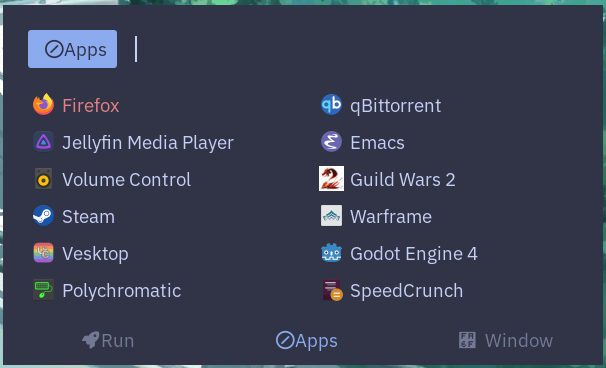 Apps
Firefox
qBittorrent
Jellyfin Media Player
Emacs
Volume Control
Guild Wars 2
Steam
Warframe
Vesktop
Godot Engine 4
Polychromatic
SpeedCrunch
Run
Apps
Window